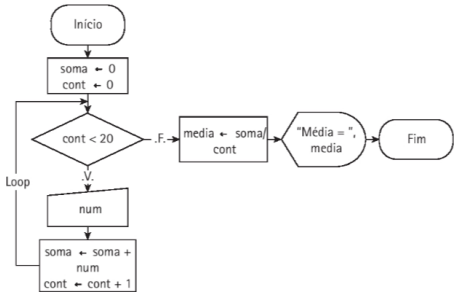 Início
soma ← 0
cont ← 0
cont < 20
.F.
media ← soma/
cont
"Média = ",
media
Fim
.V.
Loop
num
soma ← soma +
num
cont ← cont + 1